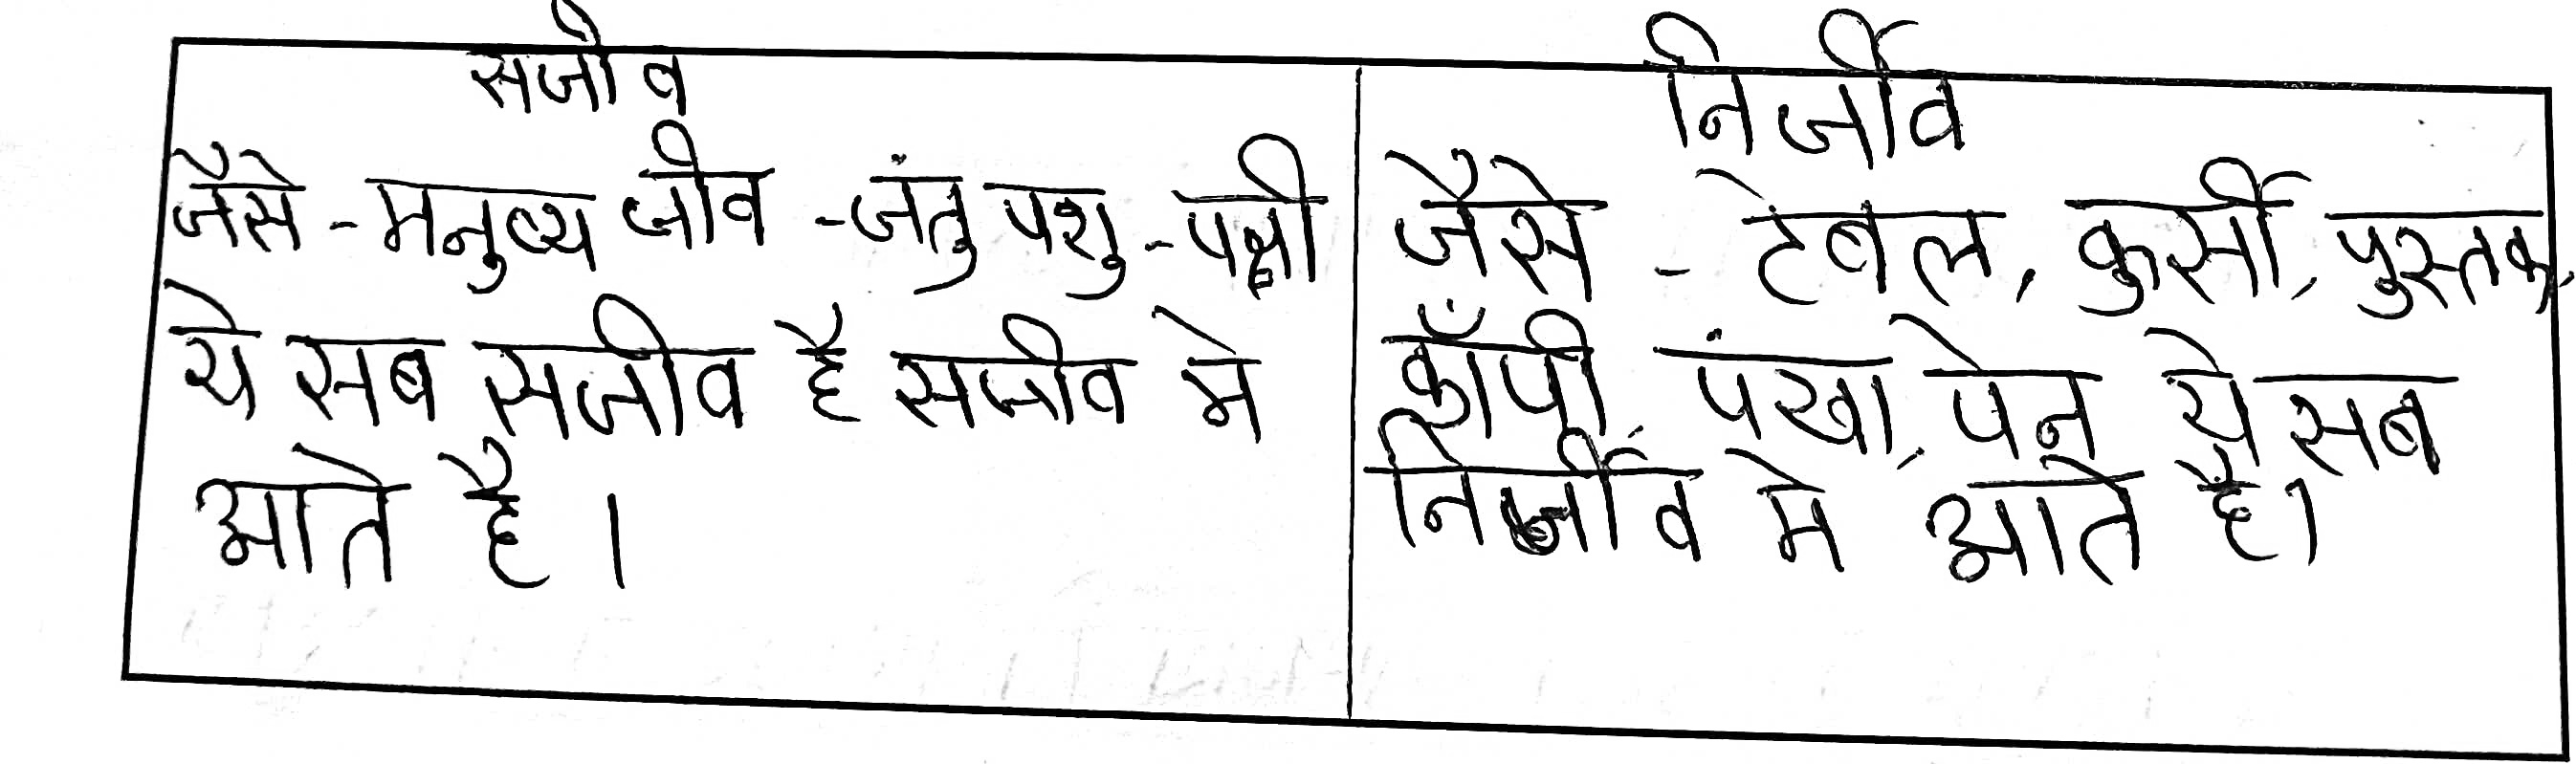 सजीव
जैसे - मनुष्य जीव - जंतु पशु - पक्षी
ये सब सजीव है सजीव मे
आते है।
निर्जीव
जैसे - टेबल, कुर्सी, पुस्तक,
कॉपी, पंखा, पेन ये सब
निर्जीव मे आते है।